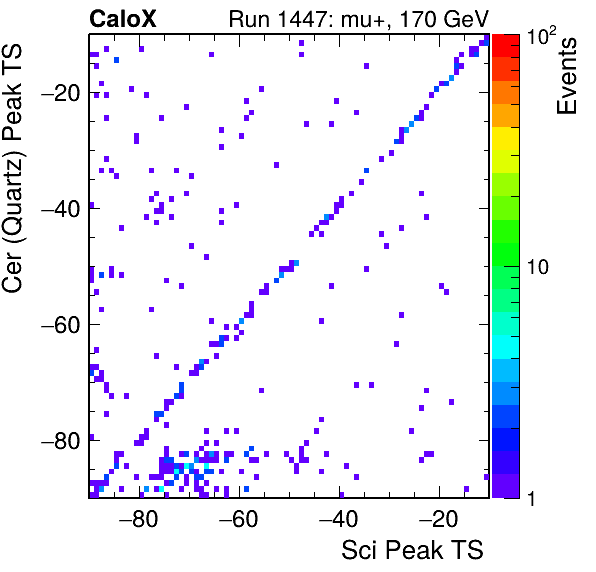 CaloX Run 1447: mu+, 170 GeV
Cer (Quartz) Peak TS
−20
−40
−60
−80
−80 −60 −40 −20
Sci Peak TS
10²
10
1
Events